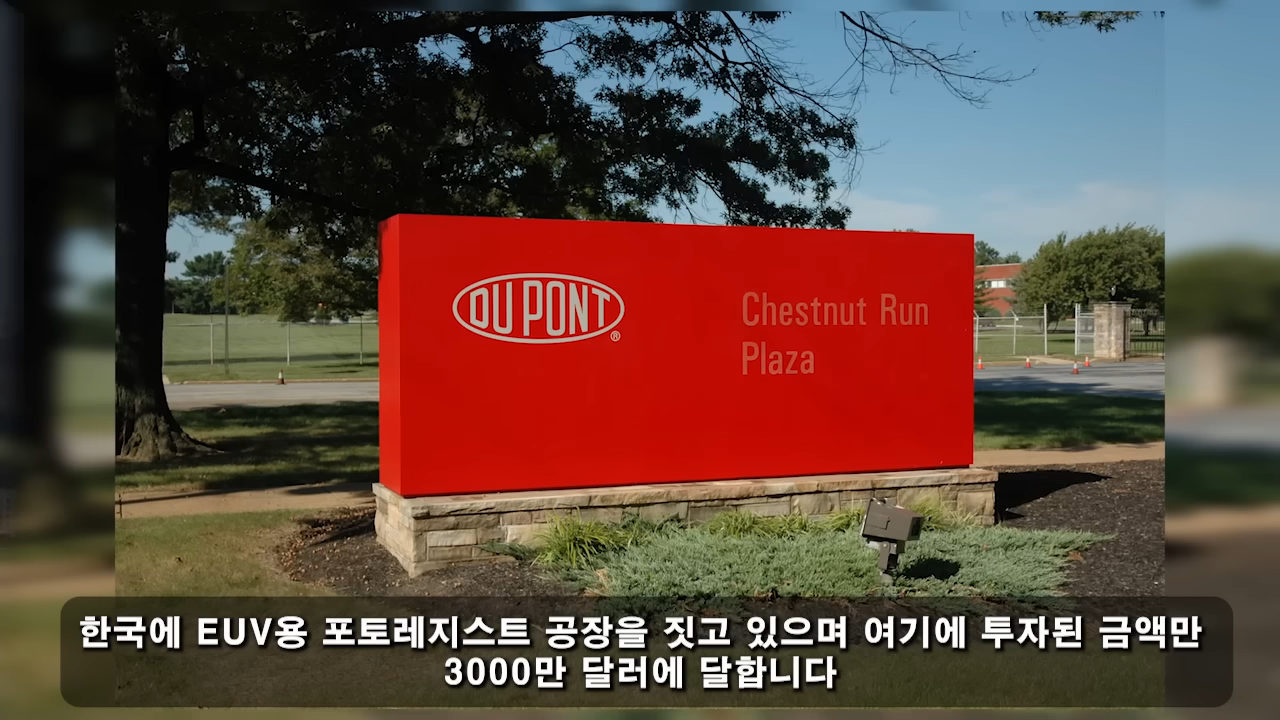 DU PONT
®
Chestnut Run
Plaza
한국에 EUV용 포토레지스트 공장을 짓고 있으며 여기에 투자된 금액만
3000만 달러에 달합니다